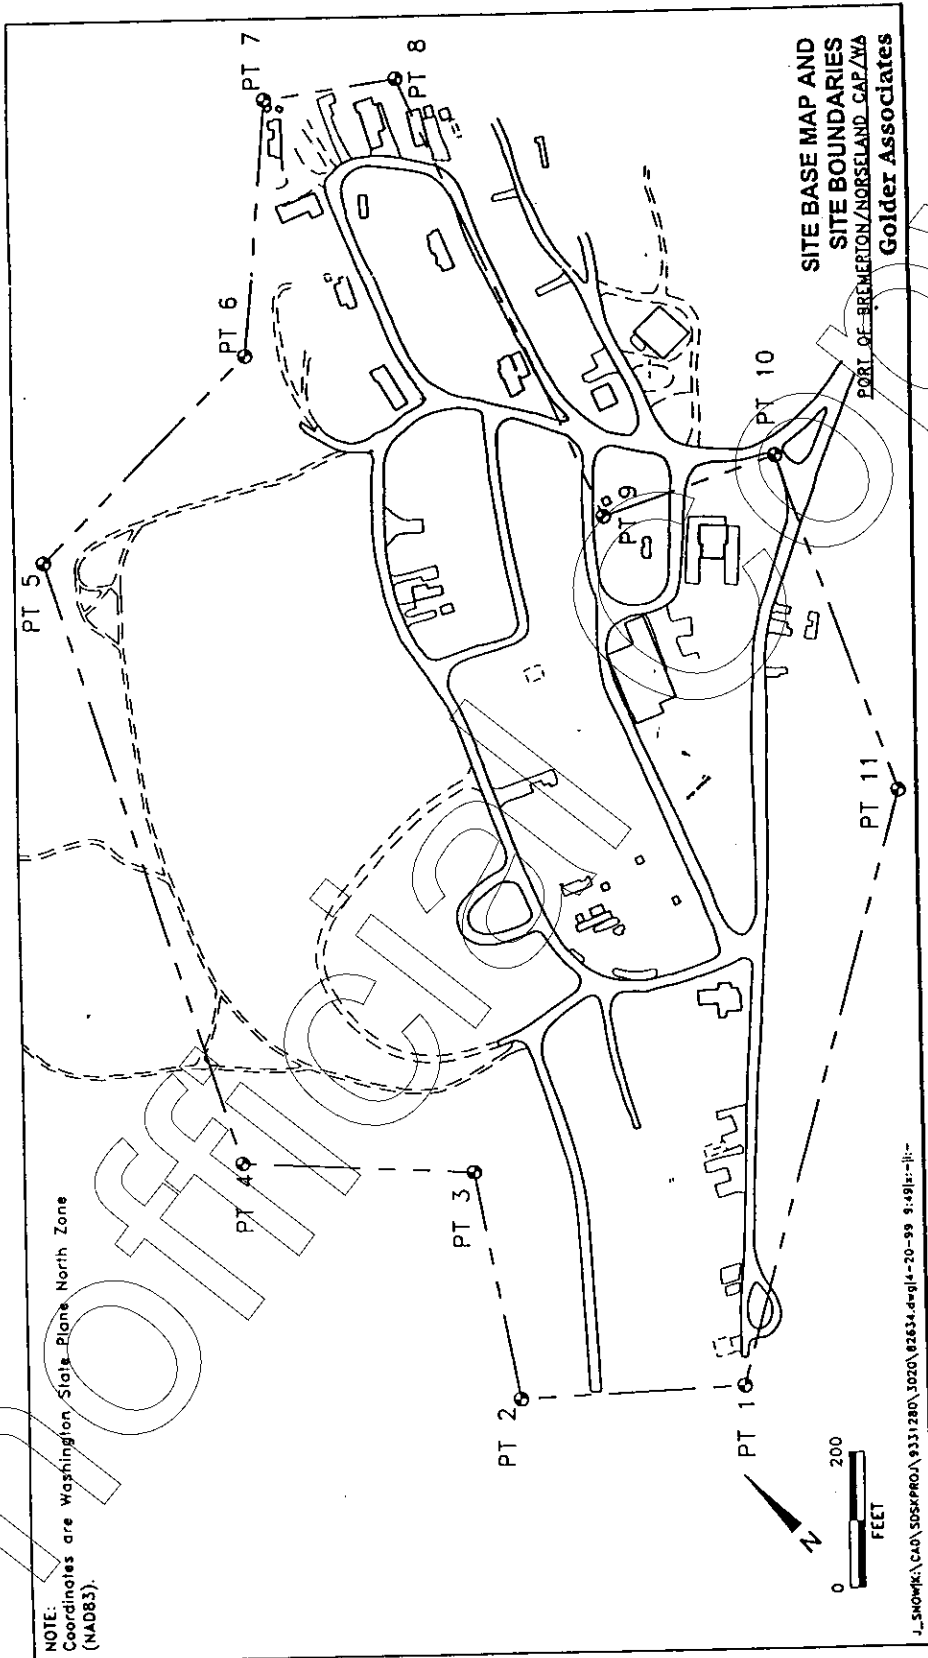 NOTE:
Coordinates are Washington State Plane North Zone
(NAD83).
PT 1
PT 2
PT 3
PT 4
PT 5
PT 6
PT 7
PT 8
PT 9
PT 10
PT 11
N
0 200
FEET
SITE BASE MAP AND
SITE BOUNDARIES
PORT OF BREMERTON/NORSELAND CAP/WA
Golder Associates
Unofficial Copy